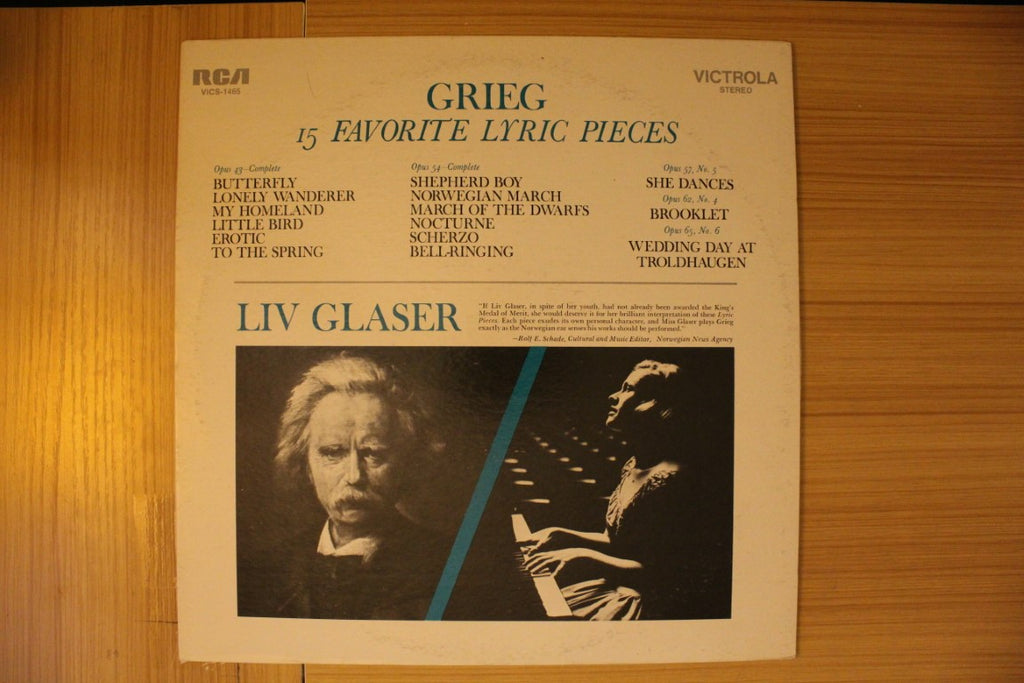 RCA
VICS-1465
VICTROLA
STEREO
GRIEG
15 FAVORITE LYRIC PIECES
Opus 43—Complete
BUTTERFLY
LONELY WANDERER
MY HOMELAND
LITTLE BIRD
EROTIC
TO THE SPRING
Opus 54—Complete
SHEPHERD BOY
NORWEGIAN MARCH
MARCH OF THE DWARFS
NOCTURNE
SCHERZO
BELL-RINGING
Opus 57, No. 5
SHE DANCES
Opus 62, No. 4
BROOKLET
Opus 65, No. 6
WEDDING DAY AT
TROLDHAUGEN
LIV GLASER
"If Liv Glaser, in spite of her youth, had not already been awarded the King's
Medal of Merit, she would deserve it for her brilliant interpretation of these Lyric
Pieces. Each piece exudes its own personal character, and Miss Glaser plays Grieg
exactly as the Norwegian ear senses his works should be performed."
—Rolf E. Schade, Cultural and Music Editor, Norwegian News Agency